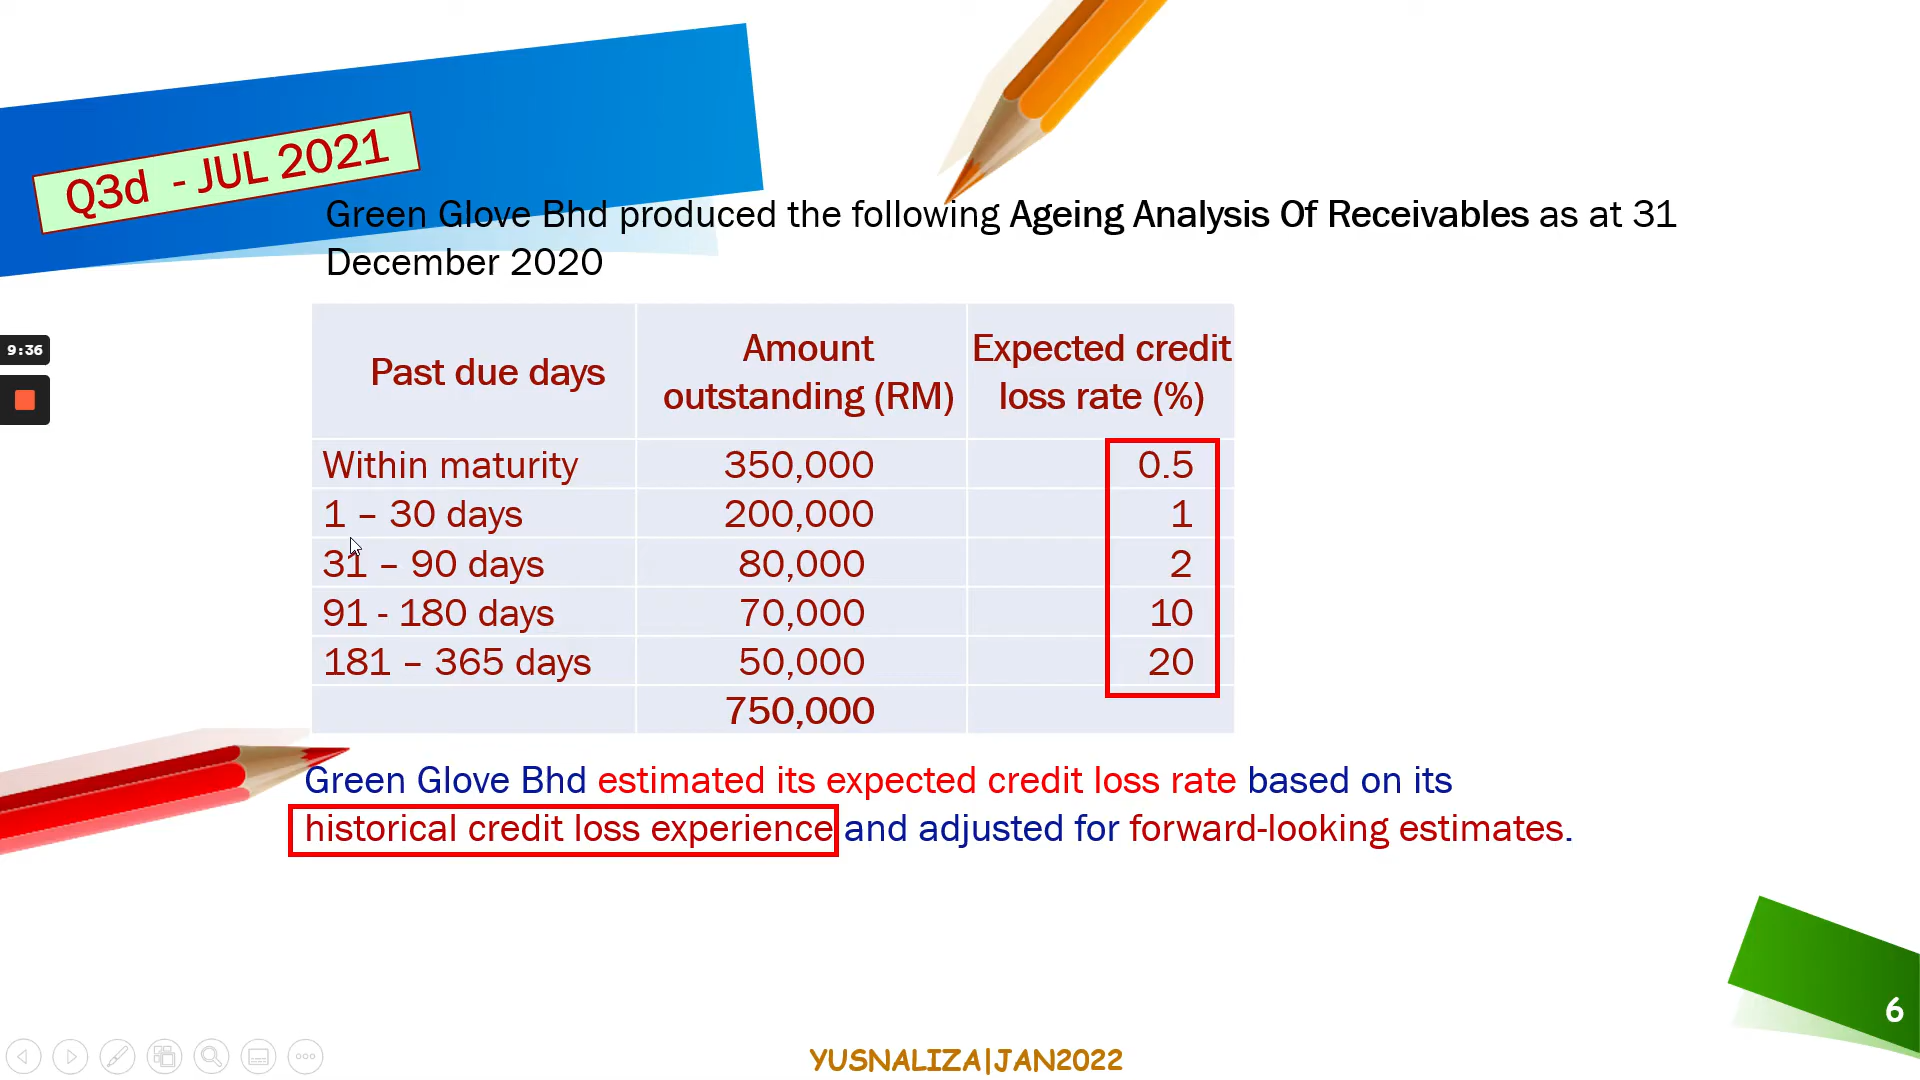 Q3d - JUL 2021
Green Glove Bhd produced the following Ageing Analysis Of Receivables as at 31
December 2020
9:36
Past due days
Amount
outstanding (RM)
Expected credit
loss rate (%)
Within maturity 350,000 0.5
1 – 30 days 200,000 1
31 – 90 days 80,000 2
91 - 180 days 70,000 10
181 – 365 days 50,000 20
750,000
Green Glove Bhd estimated its expected credit loss rate based on its
historical credit loss experience and adjusted for forward-looking estimates.
6
YUSNALIZA|JAN2022